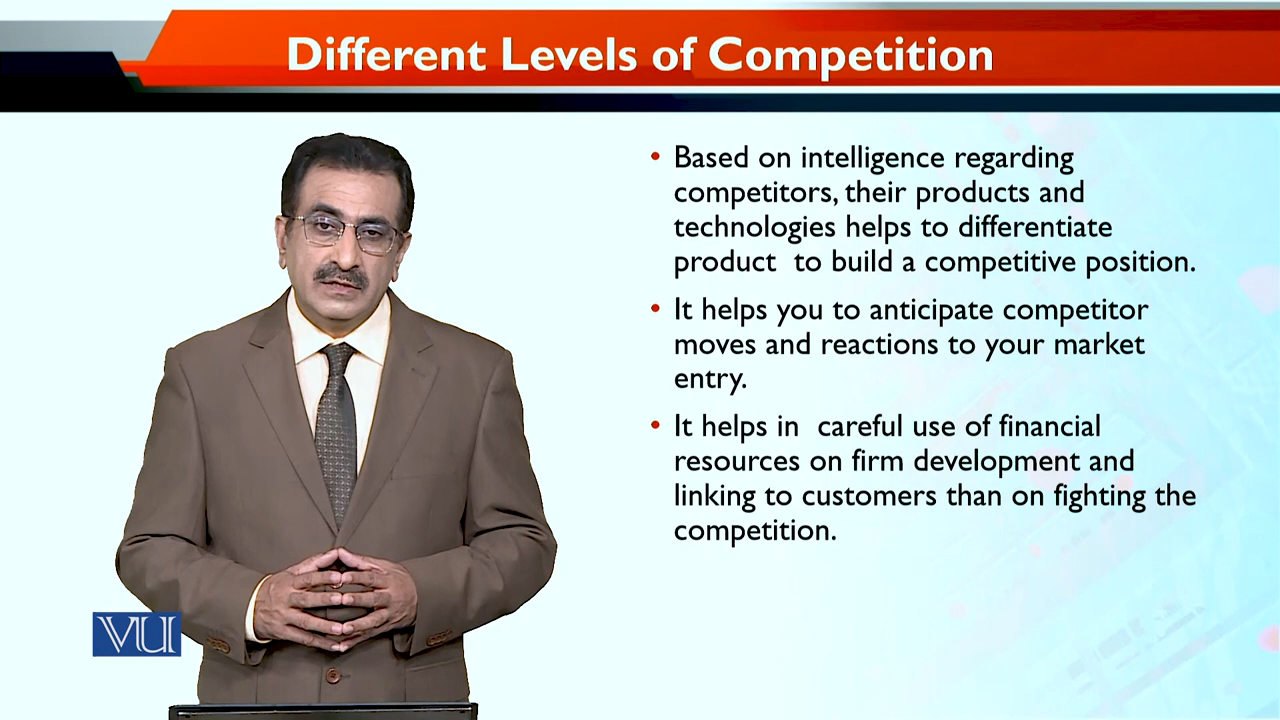 Different Levels of Competition
• Based on intelligence regarding
competitors, their products and
technologies helps to differentiate
product  to build a competitive position.
• It helps you to anticipate competitor
moves and reactions to your market
entry.
• It helps in  careful use of financial
resources on firm development and
linking to customers than on fighting the
competition.
VU